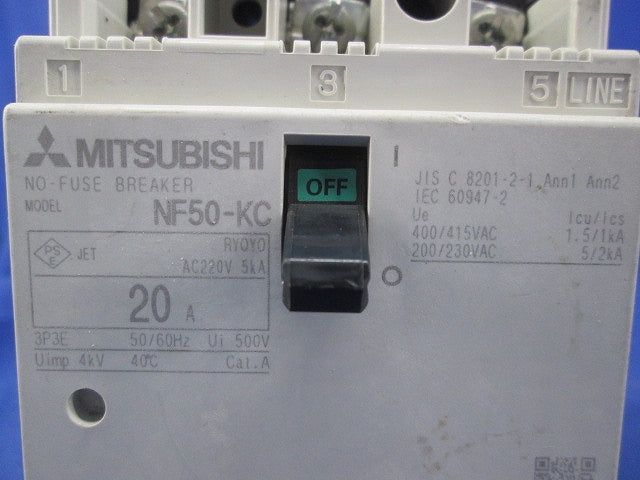 1 3 5 LINE
MITSUBISHI
NO-FUSE BREAKER
MODEL NF50-KC
PS E JET RYOYO
AC220V 5kA
20 A
3P3E 50/60Hz Ui 500V
Uimp 4kV 40℃ Cat.A
OFF
I
O
JIS C 8201-2-1 Ann1 Ann2
IEC 60947-2
Ue Icu/Ics
400/415VAC 1.5/1kA
200/230VAC 5/2kA